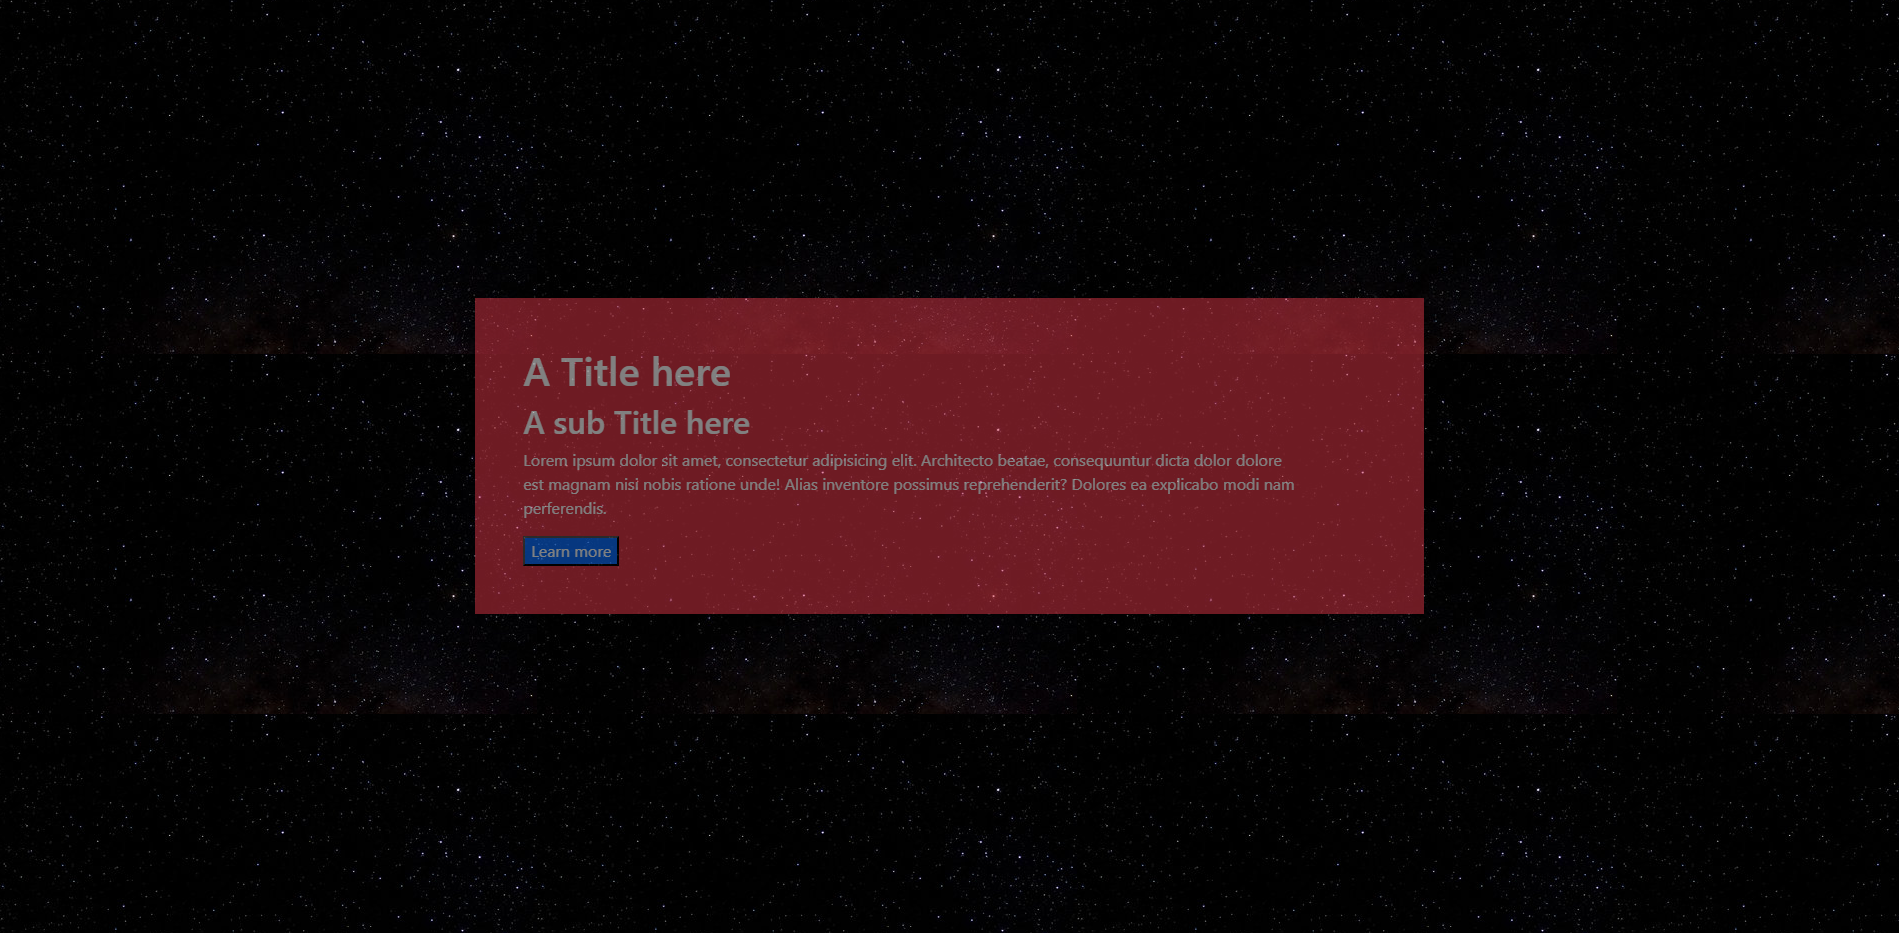 A Title here
A sub Title here
Lorem ipsum dolor sit amet, consectetur adipisicing elit. Architecto beatae, consequuntur dicta dolor dolore
est magnam nisi nobis ratione unde! Alias inventore possimus reprehenderit? Dolores ea explicabo modi nam
perferendis.
Learn more